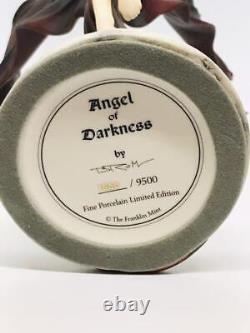 Angel
of
Darkness
by
/ 9500
Fine Porcelain Limited Edition
© The Franklin Mint